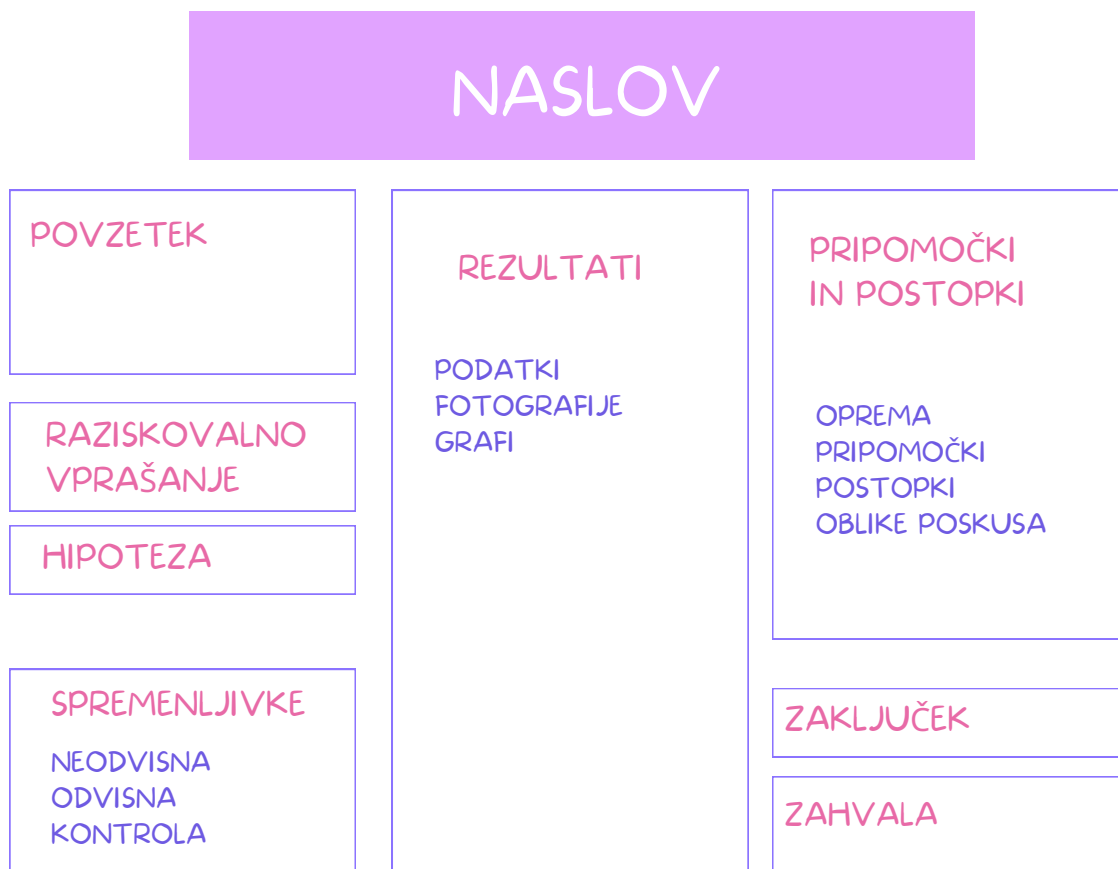 NASLOV
POVZETEK
RAZISKOVALNO
VPRAŠANJE
HIPOTEZA
SPREMENLJIVKE
NEODVISNA
ODVISNA
KONTROLA
REZULTATI
PODATKI
FOTOGRAFIJE
GRAFI
PRIPOMOČKI
IN POSTOPKI
OPREMA
PRIPOMOČKI
POSTOPKI
OBLIKE POSKUSA
ZAKLJUČEK
ZAHVALA